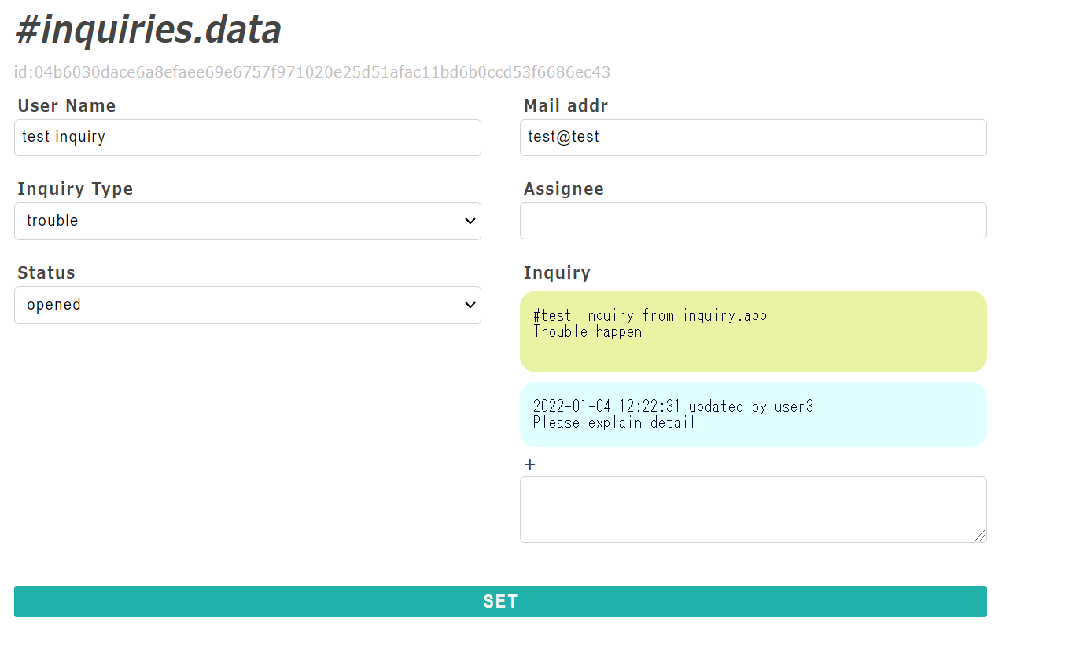 #inquiries.data
id:04b6030dace6a8efaee69e6757f971020e25d51afac11bd6b0ccd53f6686ec43
User Name
test inquiry
Mail addr
test@test
Inquiry Type
trouble
Assignee
Status
opened
Inquiry
#test inquiry from inquiry.app
Trouble happen
2022-01-04 12:22:31 updated by user3
Please explain detail
+
SET